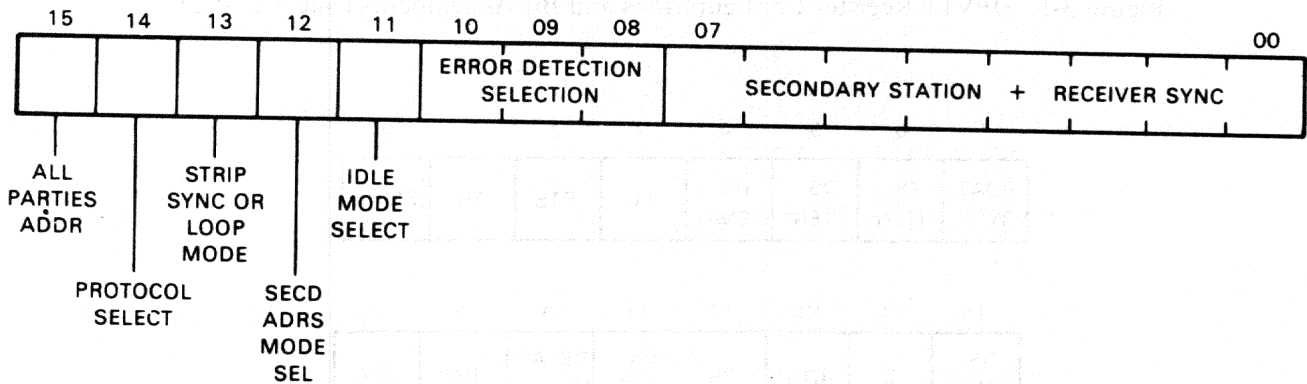 15 14 13 12 11 10 09 08 07 00
ERROR DETECTION
SELECTION
SECONDARY STATION + RECEIVER SYNC
ALL
PARTIES
ADDR
PROTOCOL
SELECT
STRIP
SYNC OR
LOOP
MODE
SECD
ADRS
MODE
SEL
IDLE
MODE
SELECT